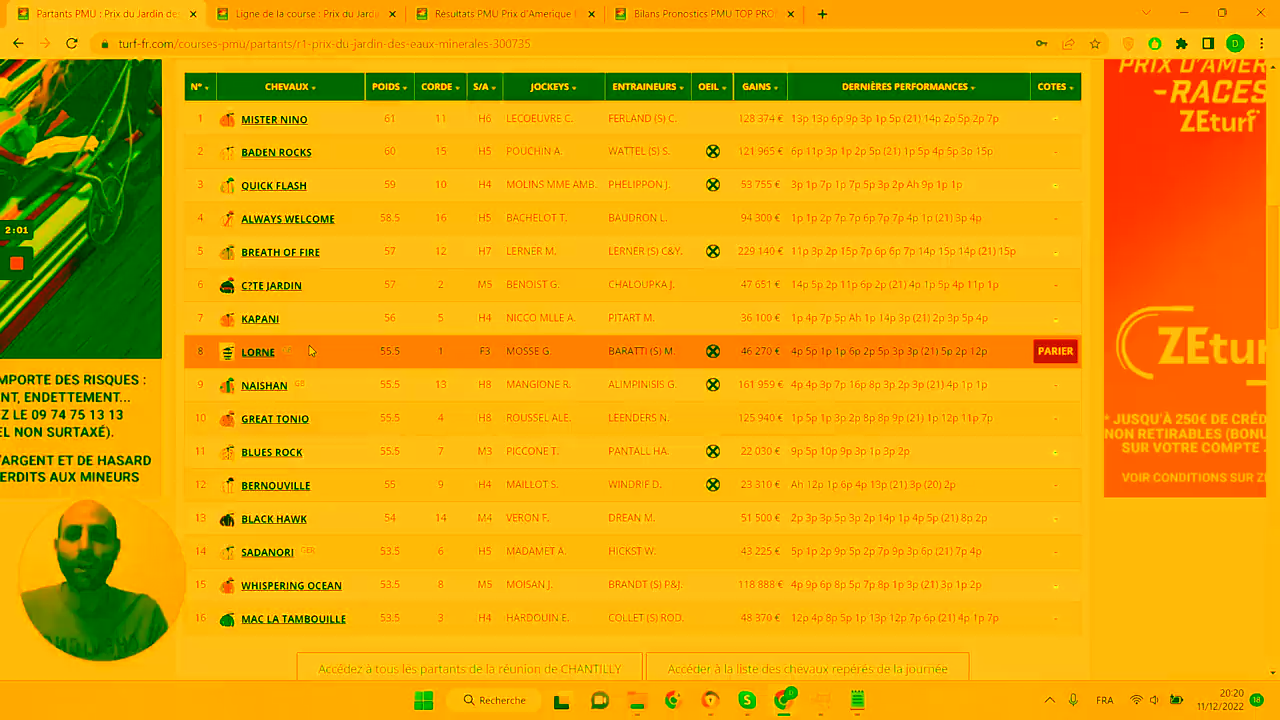 Partants PMU : Prix du Jardin des
Ligne de la course : Prix du Jardi
Résultats PMU Prix d'Amerique
Bilans Pronostics PMU TOP PRO
turf-fr.com/courses-pmu/partants/r1-prix-du-jardin-des-eaux-minerales-300735
N° CHEVAUX POIDS CORDE S/A JOCKEYS ENTRAINEURS OEIL GAINS DERNIÈRES PERFORMANCES COTES
1 MISTER NINO 61 11 H6 LECOEUVRE C. FERLAND (S) C. 128 374 € 13p 13p 6p 9p 3p 1p 5p (21) 14p 2p 5p 2p 7p -
2 BADEN ROCKS 60 15 H5 POUCHIN A. WATTEL (S) S. 121 965 € 6p 11p 3p 1p 2p 5p (21) 1p 5p 4p 5p 3p 15p -
3 QUICK FLASH 59 10 H4 MOLINS MME AMB. PHELIPPON J. 53 755 € 3p 1p 7p 1p 7p 5p 3p 2p Ah 9p 1p 1p -
4 ALWAYS WELCOME 58.5 16 H5 BACHELOT T. BAUDRON L. 94 300 € 1p 1p 2p 7p 7p 6p 7p 7p 4p 1p (21) 3p 4p -
5 BREATH OF FIRE 57 12 H7 LERNER M. LERNER (S) C&Y. 229 140 € 11p 3p 2p 15p 7p 6p 6p 7p 14p 15p 14p (21) 15p -
6 C?TE JARDIN 57 2 M5 BENOIST G. CHALOUPKA J. 47 651 € 14p 5p 2p 11p 6p 2p (21) 4p 1p 5p 4p 11p 1p -
7 KAPANI 56 5 H4 NICCO MLLE A. PITART M. 36 100 € 1p 4p 7p 5p Ah 1p 14p 3p (21) 2p 3p 5p 4p -
8 LORNE GB 55.5 1 F3 MOSSE G. BARATTI (S) M. 46 270 € 4p 5p 1p 1p 6p 2p 5p 3p 3p (21) 5p 2p 12p PARIER
9 NAISHAN GB 55.5 13 H8 MANGIONE R. ALIMPINISIS G. 161 959 € 4p 4p 3p 7p 16p 8p 3p 2p 3p (21) 4p 1p 1p -
10 GREAT TONIO 55.5 4 H8 ROUSSEL ALE. LEENDERS N. 125 940 € 1p 5p 1p 3p 2p 8p 8p 9p (21) 1p 12p 11p 7p -
11 BLUES ROCK 55.5 7 M3 PICCONE T. PANTALL HA. 22 030 € 9p 5p 10p 9p 3p 1p 3p 2p -
12 BERNOUVILLE 55 9 H4 MAILLOT S. WINDRIF D. 23 310 € Ah 12p 1p 6p 4p 13p (21) 3p (20) 2p -
13 BLACK HAWK 54 14 M4 VERON F. DREAN M. 51 500 € 2p 3p 3p 5p 3p 2p 14p 1p 4p 5p (21) 8p 2p -
14 SADANORI GER 53.5 6 H5 MADAMET A. HICKST W. 43 225 € 5p 1p 2p 9p 5p 2p 7p 9p 3p 6p (21) 7p 4p -
15 WHISPERING OCEAN 53.5 8 M5 MOISAN J. BRANDT (S) P&J. 118 888 € 4p 9p 6p 8p 5p 7p 8p 1p 3p (21) 3p 1p 2p -
16 MAC LA TAMBOUILLE 53.5 3 H4 HARDOUIN E. COLLET (S) ROD. 48 370 € 12p 4p 8p 5p 1p 13p 12p 7p 6p (21) 4p 1p 7p -
Accédez à tous les partants de la réunion de CHANTILLY
Accéder à la liste des chevaux repérés de la journée
2:01
MPORTE DES RISQUES :
NT, ENDETTEMENT...
Z LE 09 74 75 13 13
EL NON SURTAXÉ).
'ARGENT ET DE HASARD
ERDITS AUX MINEURS
PRIX D'AMÉR
-RACES
ZEturf
ZEtur
* JUSQU'À 250€ DE CRÉD
NON RETIRABLES (BONU
SUR VOTRE COMPTE
VOIR CONDITIONS SUR ZE
Recherche
FRA
20:20
11/12/2022
18